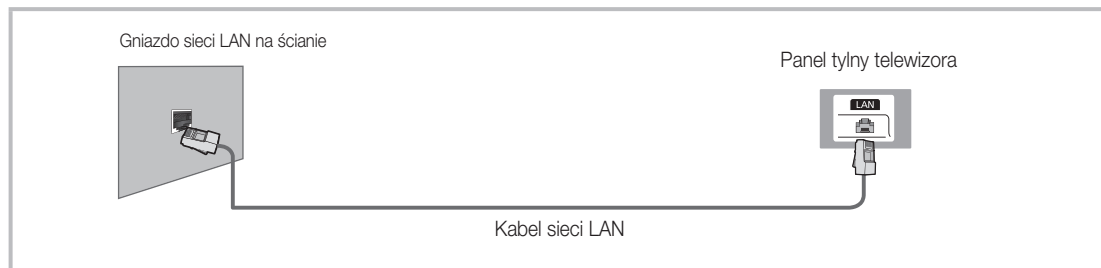 Gniazdo sieci LAN na ścianie
Panel tylny telewizora
LAN
Kabel sieci LAN